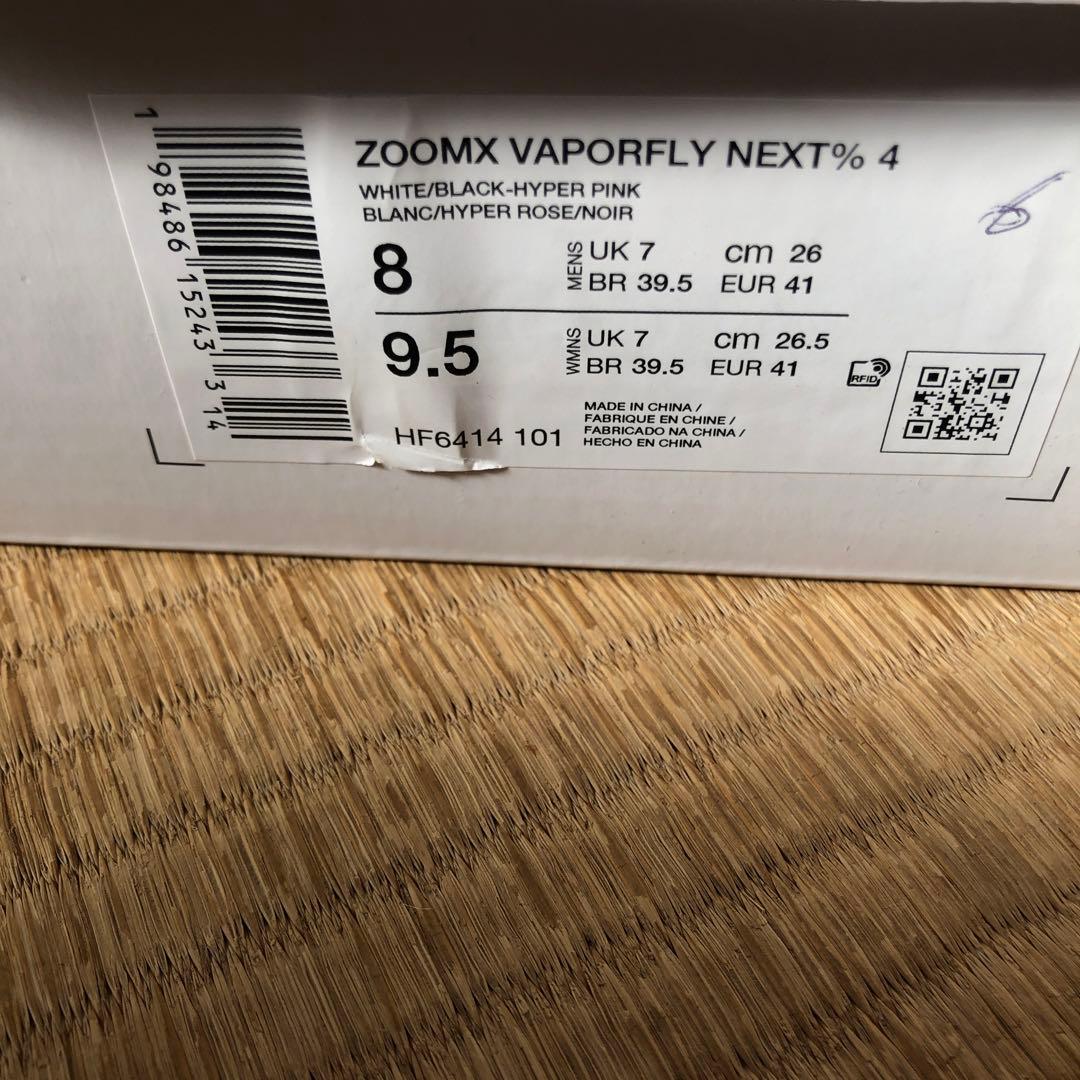 1 98486 15243 3 14
ZOOMX VAPORFLY NEXT% 4
WHITE/BLACK-HYPER PINK
BLANC/HYPER ROSE/NOIR
6
8 MENS UK 7 cm 26
BR 39.5 EUR 41
9.5 WMNS UK 7 cm 26.5
BR 39.5 EUR 41
RFID
HF6414 101
MADE IN CHINA /
FABRIQUE EN CHINE /
FABRICADO NA CHINA /
HECHO EN CHINA